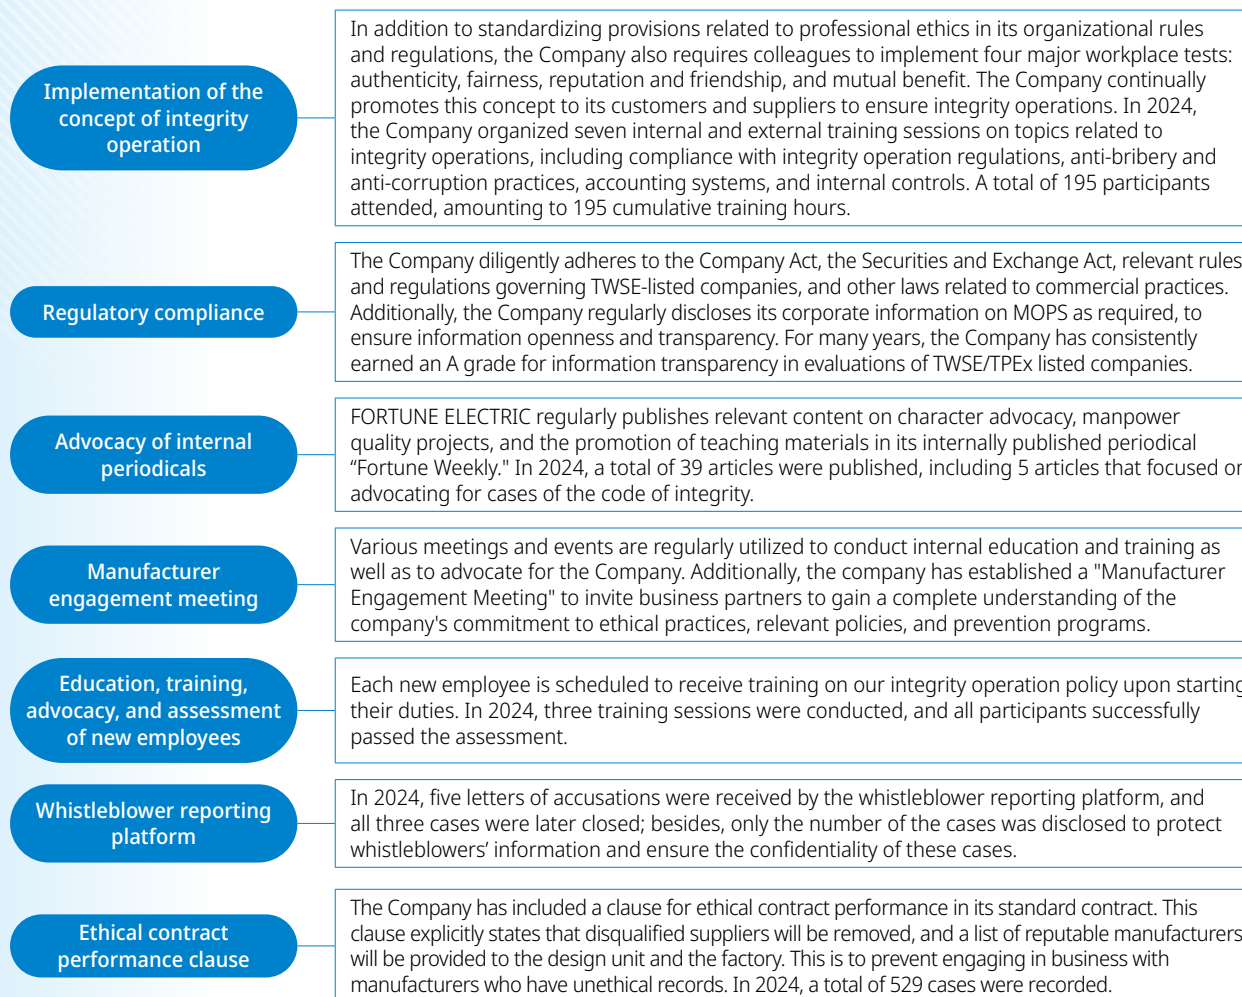 Implementation of the
concept of integrity
operation
In addition to standardizing provisions related to professional ethics in its organizational rules
and regulations, the Company also requires colleagues to implement four major workplace tests:
authenticity, fairness, reputation and friendship, and mutual benefit. The Company continually
promotes this concept to its customers and suppliers to ensure integrity operations. In 2024,
the Company organized seven internal and external training sessions on topics related to
integrity operations, including compliance with integrity operation regulations, anti-bribery and
anti-corruption practices, accounting systems, and internal controls. A total of 195 participants
attended, amounting to 195 cumulative training hours.
Regulatory compliance
The Company diligently adheres to the Company Act, the Securities and Exchange Act, relevant rules
and regulations governing TWSE-listed companies, and other laws related to commercial practices.
Additionally, the Company regularly discloses its corporate information on MOPS as required, to
ensure information openness and transparency. For many years, the Company has consistently
earned an A grade for information transparency in evaluations of TWSE/TPEx listed companies.
Advocacy of internal
periodicals
FORTUNE ELECTRIC regularly publishes relevant content on character advocacy, manpower
quality projects, and the promotion of teaching materials in its internally published periodical
“Fortune Weekly." In 2024, a total of 39 articles were published, including 5 articles that focused on
advocating for cases of the code of integrity.
Manufacturer
engagement meeting
Various meetings and events are regularly utilized to conduct internal education and training as
well as to advocate for the Company. Additionally, the company has established a "Manufacturer
Engagement Meeting" to invite business partners to gain a complete understanding of the
company's commitment to ethical practices, relevant policies, and prevention programs.
Education, training,
advocacy, and assessment
of new employees
Each new employee is scheduled to receive training on our integrity operation policy upon starting
their duties. In 2024, three training sessions were conducted, and all participants successfully
passed the assessment.
Whistleblower reporting
platform
In 2024, five letters of accusations were received by the whistleblower reporting platform, and
all three cases were later closed; besides, only the number of the cases was disclosed to protect
whistleblowers’ information and ensure the confidentiality of these cases.
Ethical contract
performance clause
The Company has included a clause for ethical contract performance in its standard contract. This
clause explicitly states that disqualified suppliers will be removed, and a list of reputable manufacturers
will be provided to the design unit and the factory. This is to prevent engaging in business with
manufacturers who have unethical records. In 2024, a total of 529 cases were recorded.